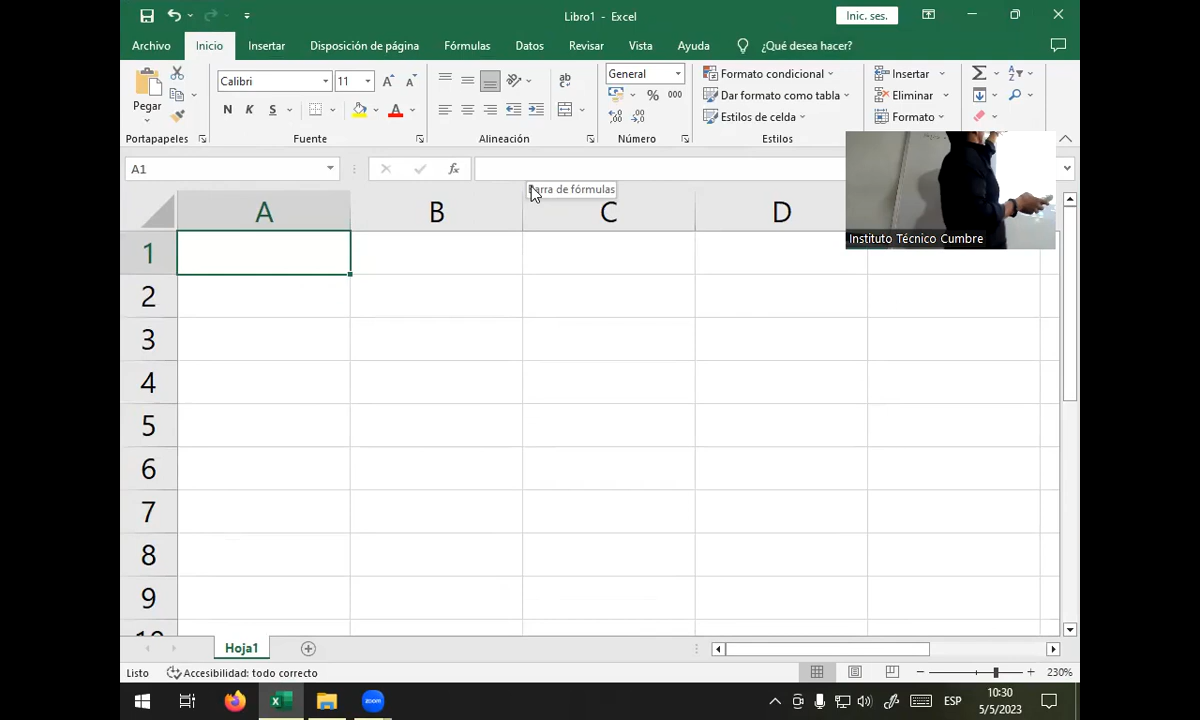 Libro1 - Excel
Inic. ses.
Archivo Inicio Insertar Disposición de página Fórmulas Datos Revisar Vista Ayuda ¿Qué desea hacer?
Pegar
Calibri 11
N K S
General
% 000
Formato condicional
Dar formato como tabla
Estilos de celda
Insertar
Eliminar
Formato
Portapapeles Fuente Alineación Número Estilos
A1 fx
Barra de fórmulas
Instituto Técnico Cumbre
A B C D
1
2
3
4
5
6
7
8
9
10
Hoja1
Listo Accesibilidad: todo correcto 230%
zoom
ESP
10:30
5/5/2023